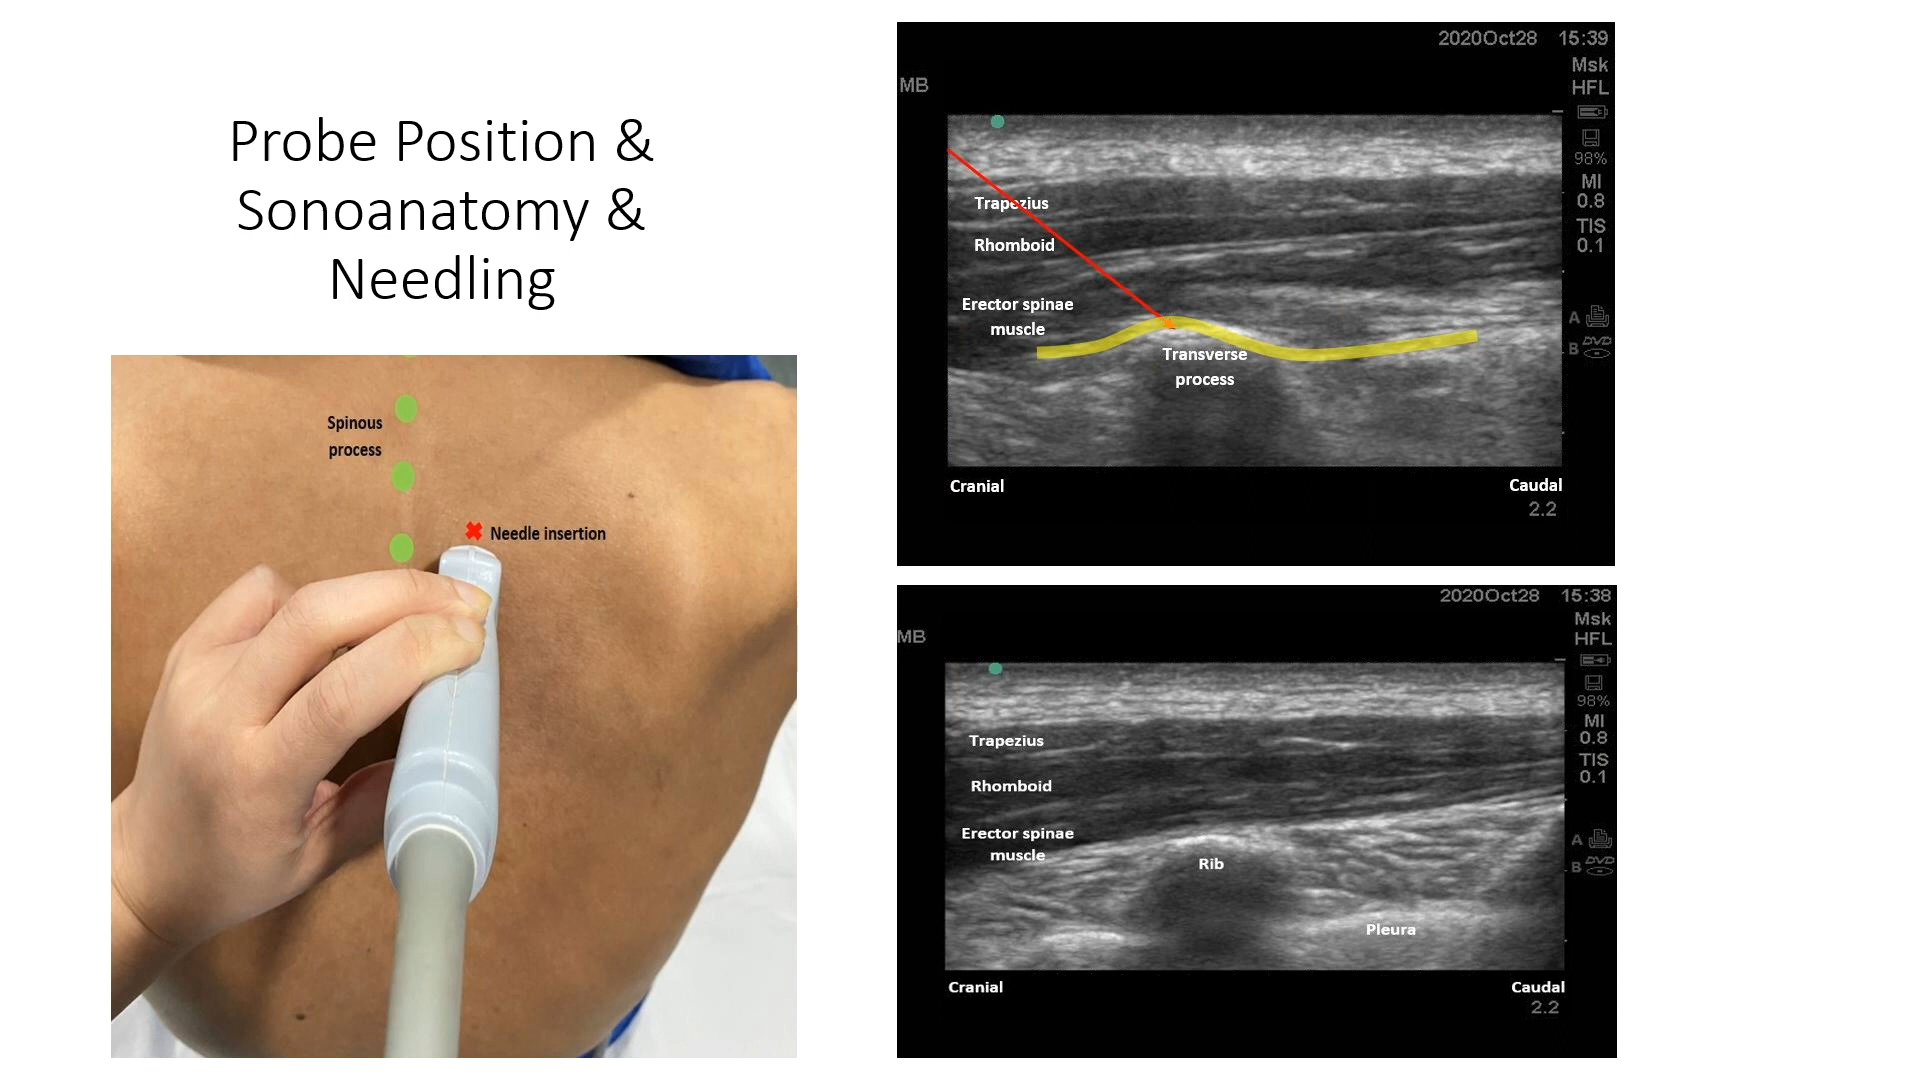 Probe Position &
Sonoanatomy &
Needling
Spinous
process
Needle insertion
2020Oct28 15:39
Msk
HFL
MB
98%
MI
0.8
TIS
0.1
A
B DVD
Trapezius
Rhomboid
Erector spinae
muscle
Transverse
process
Cranial
Caudal
2.2
2020Oct28 15:38
Msk
HFL
MB
98%
MI
0.8
TIS
0.1
A
B DVD
Trapezius
Rhomboid
Erector spinae
muscle
Rib
Pleura
Cranial
Caudal
2.2